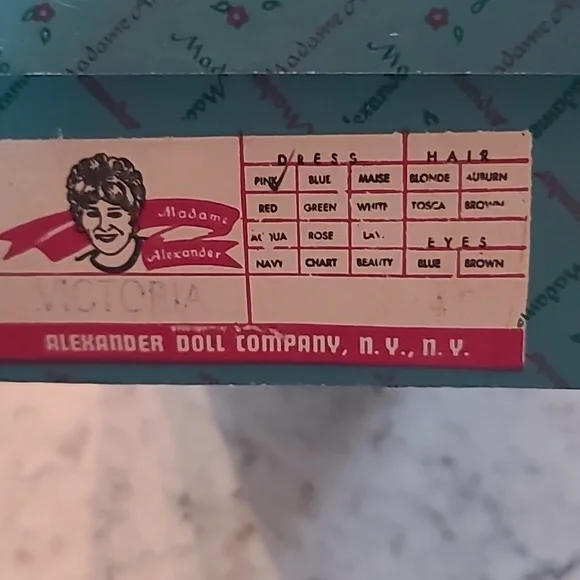 Madame
Alexander
DRESS HAIR
PINK BLUE MAISE BLONDE AUBURN
RED GREEN WHITE TOSCA BROWN
ROSE EYES
NAVY CHART BEAUTY BLUE BROWN
VICTORIA
ALEXANDER DOLL COMPANY, N.Y., N.Y.